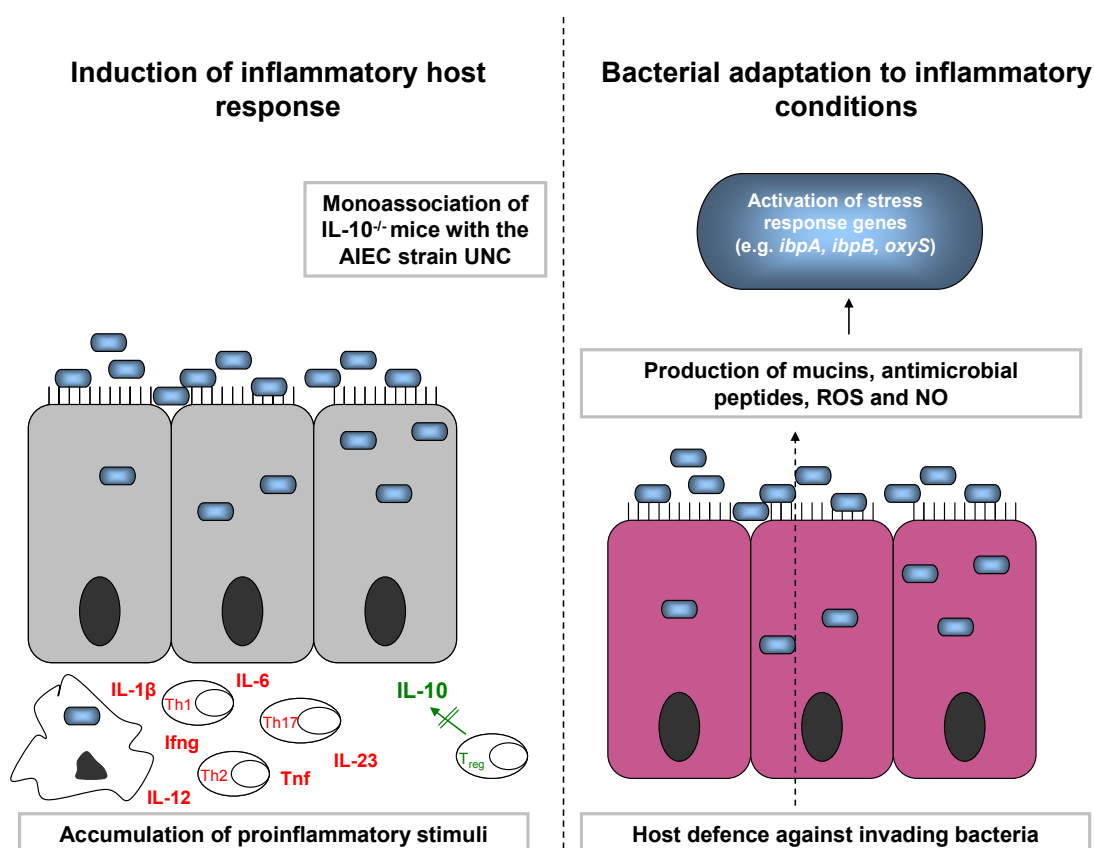 Induction of inflammatory host
response
Monoassociation of
IL-10-/- mice with the
AIEC strain UNC
IL-1β
IL-6
Th1
Th17
Ifng
IL-23
Th2
Tnf
IL-12
IL-10
Treg
Accumulation of proinflammatory stimuli
Bacterial adaptation to inflammatory
conditions
Activation of stress
response genes
(e.g. ibpA, ibpB, oxyS)
Production of mucins, antimicrobial
peptides, ROS and NO
Host defence against invading bacteria